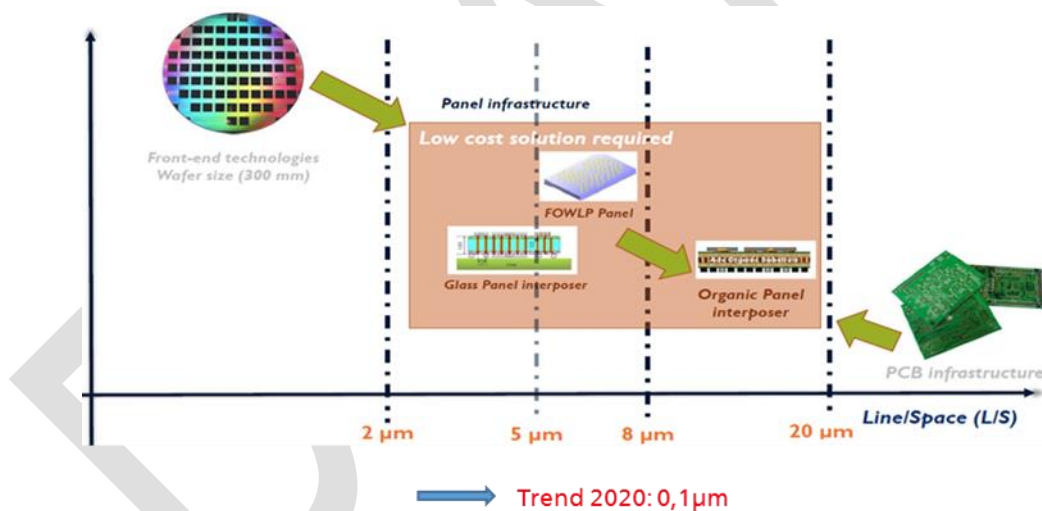 Panel infrastructure
Low cost solution required
Front-end technologies
Wafer size (300 mm)
FOWLP Panel
Glass Panel interposer
Organic Panel
interposer
PCB infrastructure
Line/Space (L/S)
2 µm
5 µm
8 µm
20 µm
Trend 2020: 0,1µm